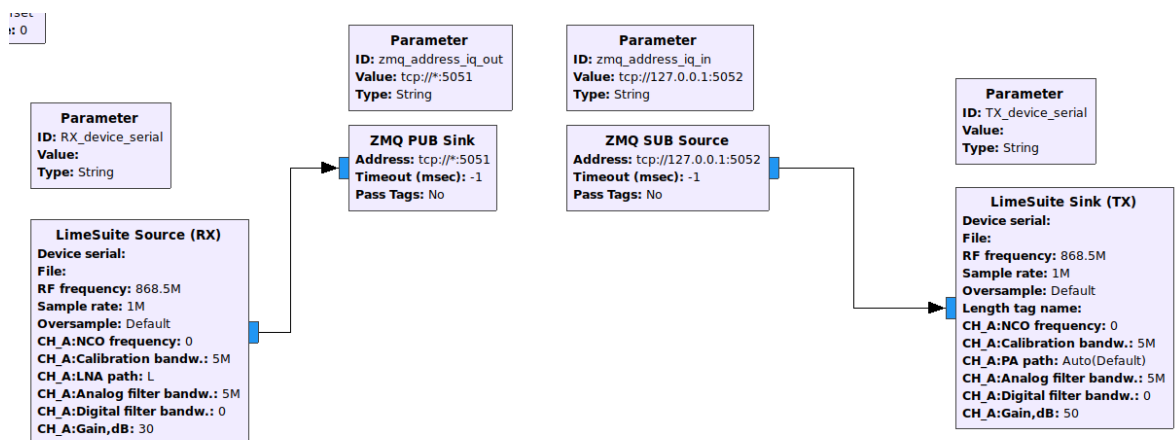 : 0
Parameter
ID: RX_device_serial
Value:
Type: String
LimeSuite Source (RX)
Device serial:
File:
RF frequency: 868.5M
Sample rate: 1M
Oversample: Default
CH_A:NCO frequency: 0
CH_A:Calibration bandw.: 5M
CH_A:LNA path: L
CH_A:Analog filter bandw.: 5M
CH_A:Digital filter bandw.: 0
CH_A:Gain,dB: 30
Parameter
ID: zmq_address_iq_out
Value: tcp://*:5051
Type: String
ZMQ PUB Sink
Address: tcp://*:5051
Timeout (msec): -1
Pass Tags: No
Parameter
ID: zmq_address_iq_in
Value: tcp://127.0.0.1:5052
Type: String
ZMQ SUB Source
Address: tcp://127.0.0.1:5052
Timeout (msec): -1
Pass Tags: No
Parameter
ID: TX_device_serial
Value:
Type: String
LimeSuite Sink (TX)
Device serial:
File:
RF frequency: 868.5M
Sample rate: 1M
Oversample: Default
Length tag name:
CH_A:NCO frequency: 0
CH_A:Calibration bandw.: 5M
CH_A:PA path: Auto(Default)
CH_A:Analog filter bandw.: 5M
CH_A:Digital filter bandw.: 0
CH_A:Gain,dB: 50